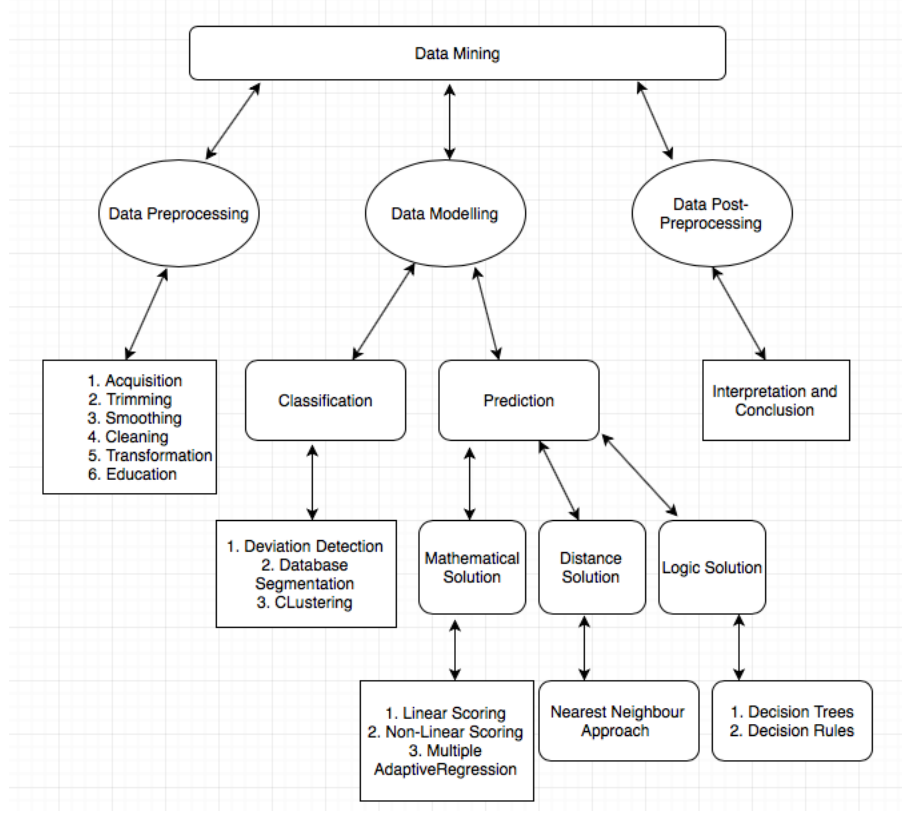 Data Mining
Data Preprocessing
Data Modelling
Data Post-
Preprocessing
1. Acquisition
2. Trimming
3. Smoothing
4. Cleaning
5. Transformation
6. Education
Classification
Prediction
Interpretation and
Conclusion
1. Deviation Detection
2. Database
Segmentation
3. CLustering
Mathematical
Solution
Distance
Solution
Logic Solution
1. Linear Scoring
2. Non-Linear Scoring
3. Multiple
AdaptiveRegression
Nearest Neighbour
Approach
1. Decision Trees
2. Decision Rules